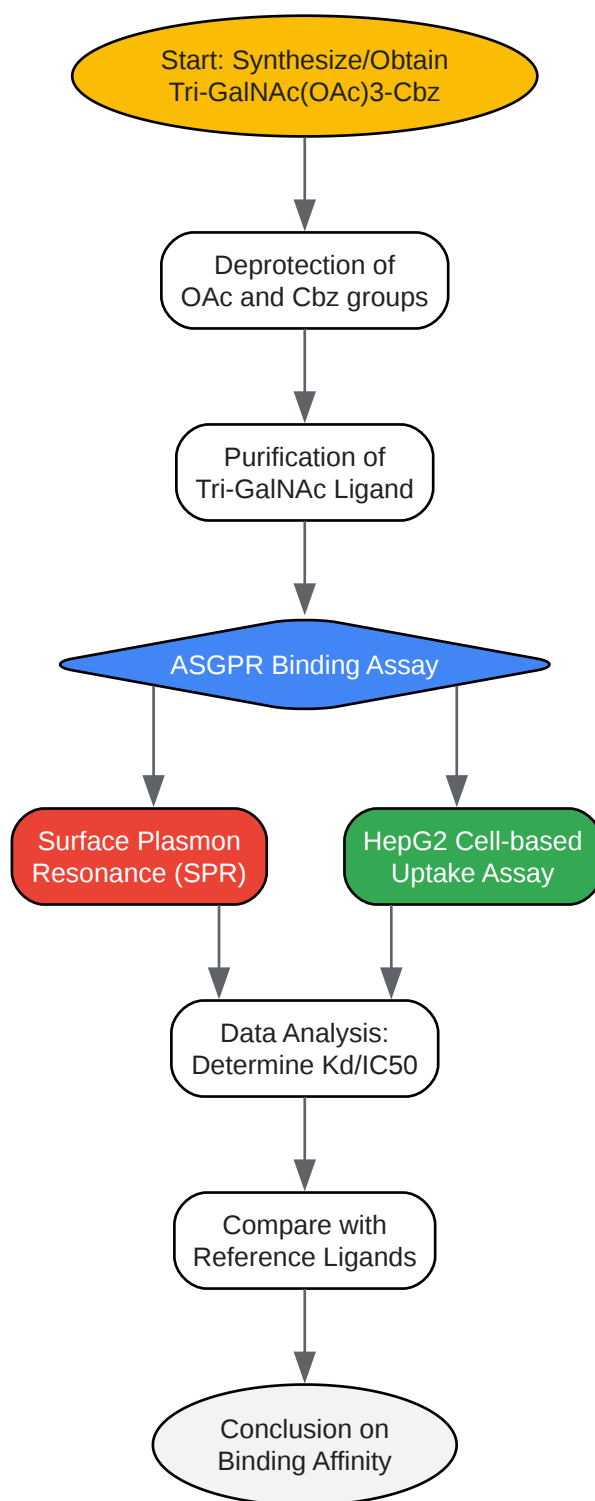 Start: Synthesize/Obtain
Tri-GalNAc(OAc)3-Cbz
Deprotection of
OAc and Cbz groups
Purification of
Tri-GalNAc Ligand
ASGPR Binding Assay
Surface Plasmon
Resonance (SPR)
HepG2 Cell-based
Uptake Assay
Data Analysis:
Determine Kd/IC50
Compare with
Reference Ligands
Conclusion on
Binding Affinity